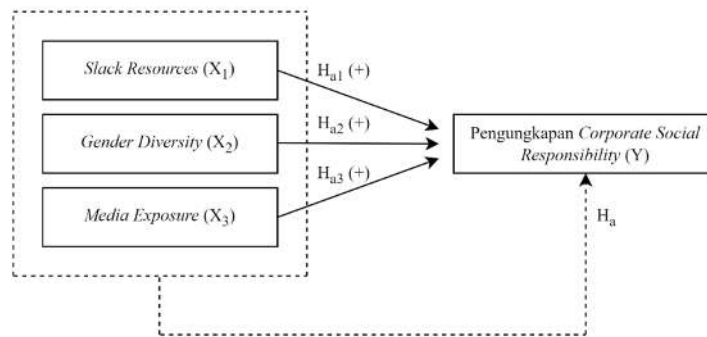 Slack Resources (X₁)
Hₐ₁ (+)
Gender Diversity (X₂)
Hₐ₂ (+)
Pengungkapan Corporate Social
Responsibility (Y)
Media Exposure (X₃)
Hₐ₃ (+)
Hₐ